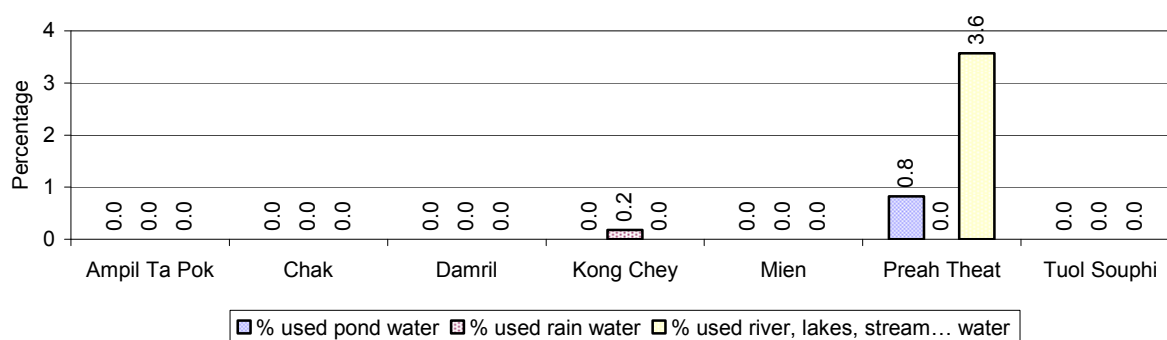 Percentage
4
3
2
1
0
0.0 0.0 0.0 0.0 0.0 0.0 0.0 0.0 0.0 0.0 0.2 0.0 0.0 0.0 0.0 0.8 0.0 3.6 0.0 0.0 0.0
Ampil Ta Pok Chak Damril Kong Chey Mien Preah Theat Tuol Souphi
% used pond water % used rain water % used river, lakes, stream... water